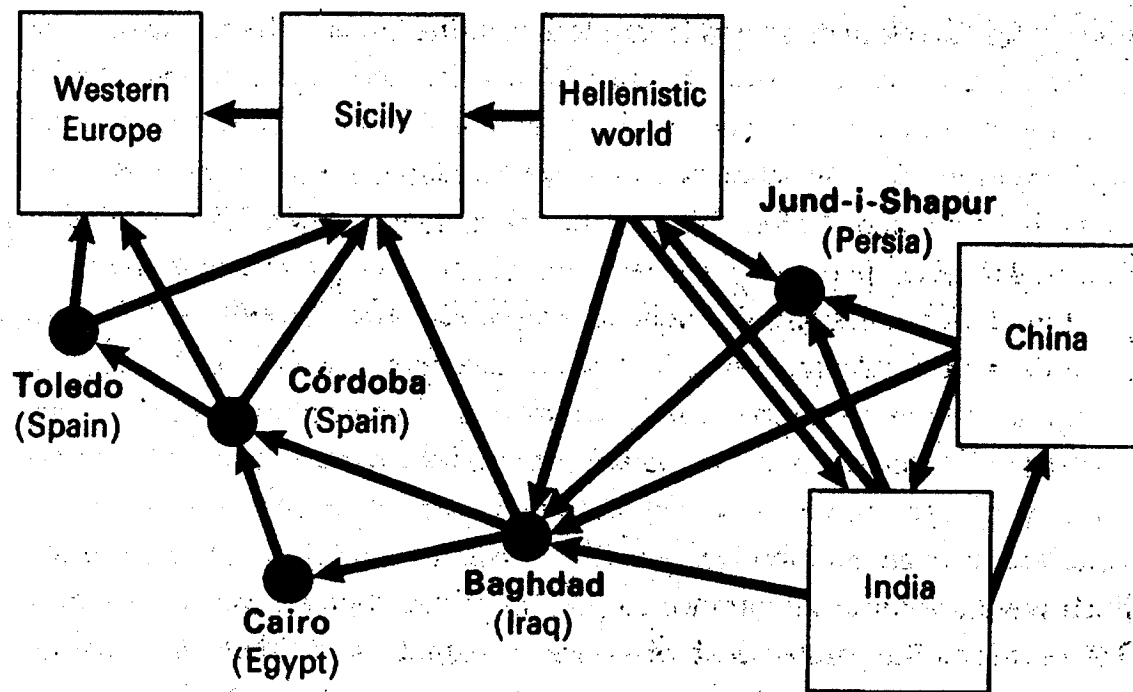 Western
Europe
Sicily
Hellenistic
world
Jund-i-Shapur
(Persia)
China
Toledo
(Spain)
Córdoba
(Spain)
Baghdad
(Iraq)
India
Cairo
(Egypt)